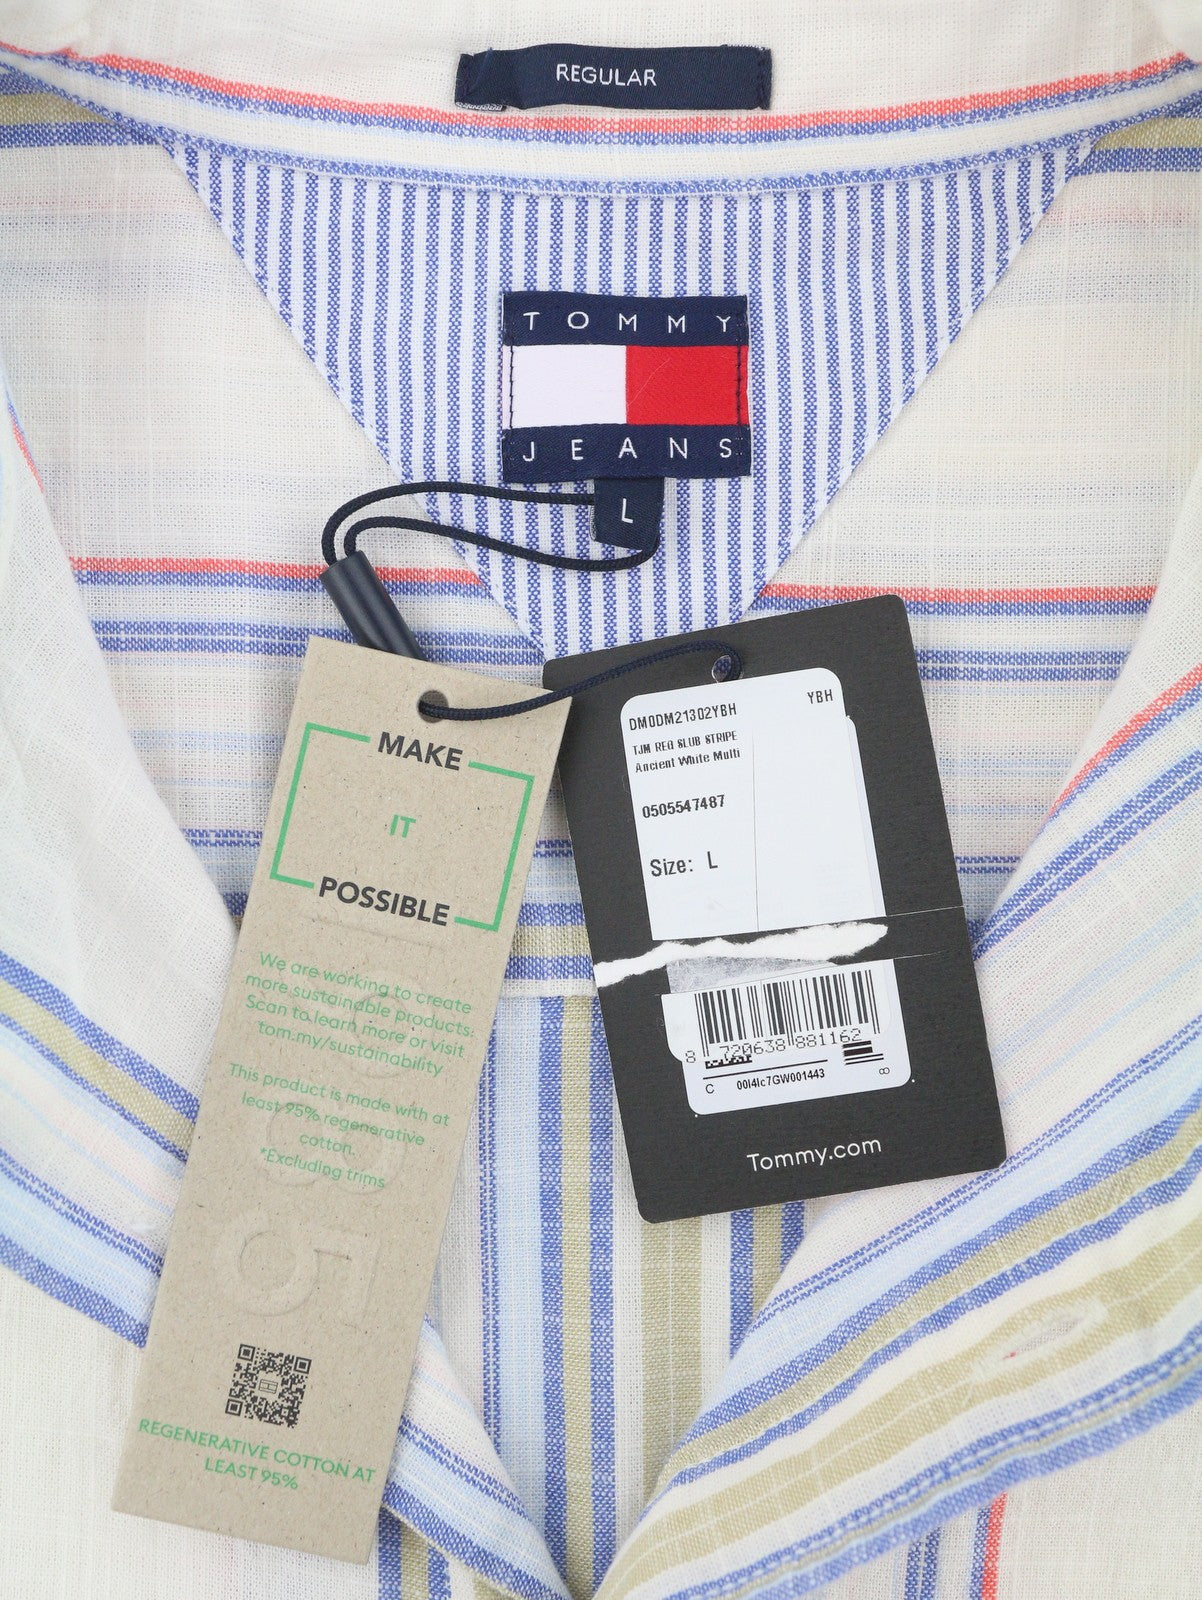 REGULAR
TOMMY
JEANS
L
MAKE
IT
POSSIBLE
We are working to create
more sustainable products:
Scan to learn more or visit
tom.my/sustainability
This product is made with at
least 95% regenerative
cotton.
*Excluding trims
REGENERATIVE COTTON AT
LEAST 95%
DM0DM21302YBH YBH
TJM REG SLUB STRIPE
Ancient White Multi
0505547487
Size: L
8 720638 881162
C 00I4Ic7GW001443 8
Tommy.com